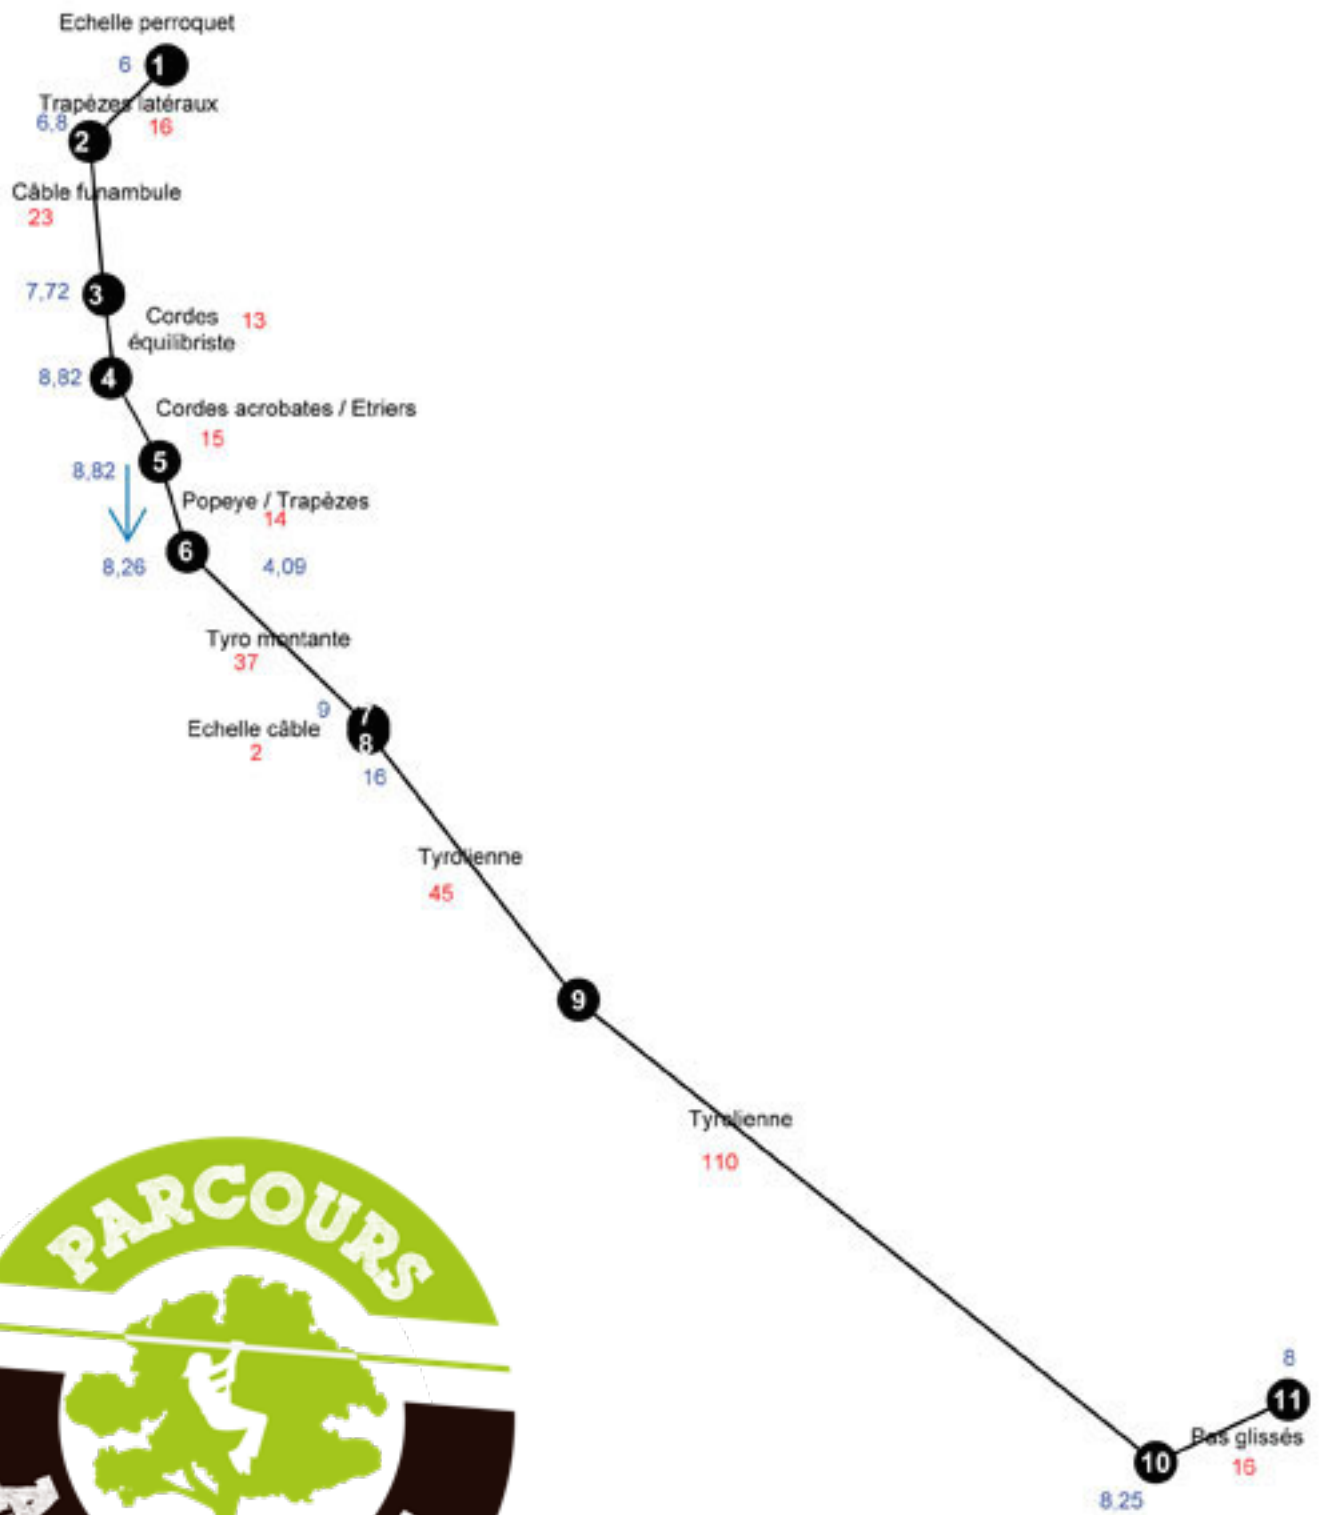 Echelle perroquet
6
1
Trapèzes latéraux
6,8
16
2
Câble funambule
23
7,72
3
Cordes
13
équilibriste
8,82
4
Cordes acrobates / Etriers
15
5
8,82
Popeye / Trapèzes
14
6
8,26
4,09
Tyro montante
37
9
7
Echelle câble
8
2
16
Tyrolienne
45
9
Tyrolienne
110
PARCOURS
8
11
Pas glissés
10
16
8,25